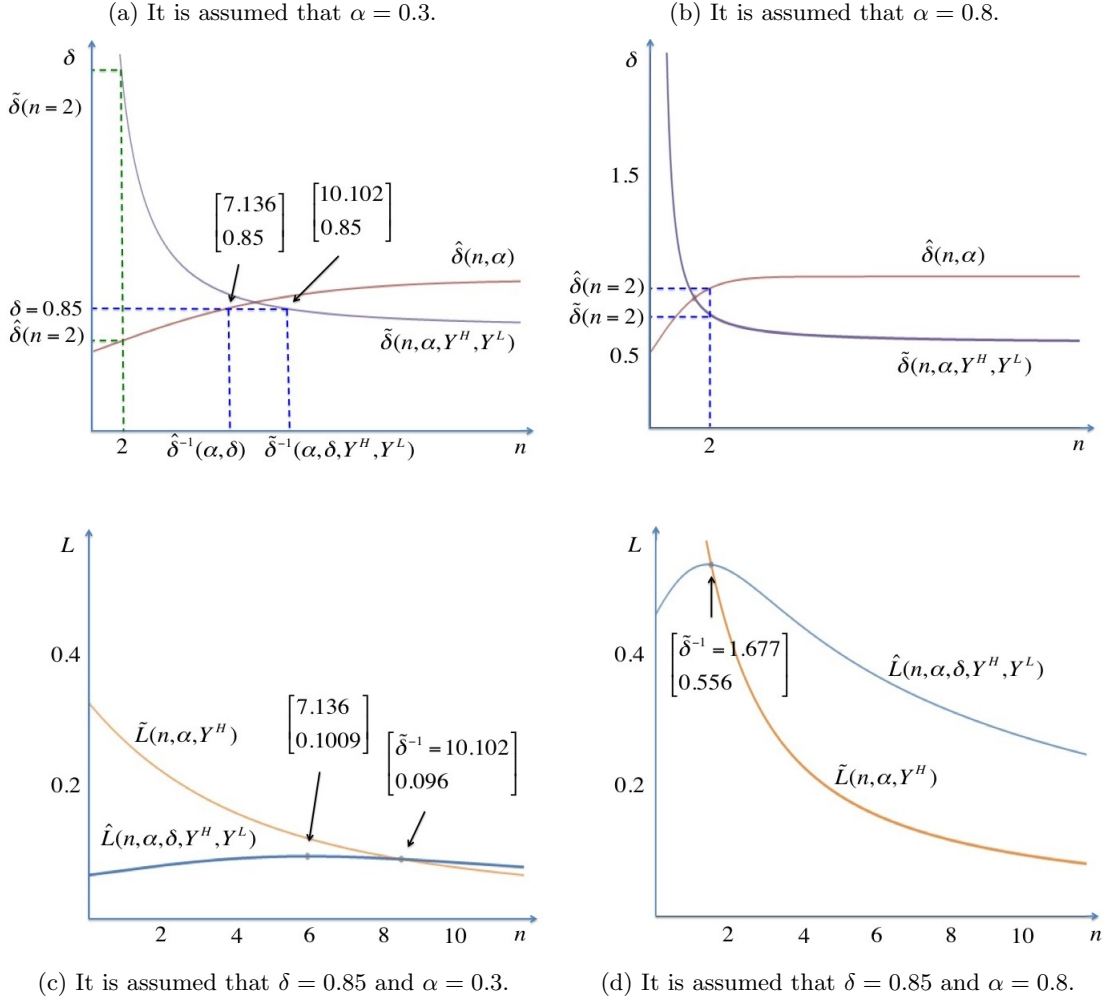 (a) It is assumed that α = 0.3.
δ
δ̃(n = 2)
[7.136
0.85]
[10.102
0.85]
δ̂(n,α)
δ = 0.85
δ̂(n = 2)
δ̃(n,α,Y^H,Y^L)
2
δ̂⁻¹(α,δ)
δ̃⁻¹(α,δ,Y^H,Y^L)
n
(b) It is assumed that α = 0.8.
δ
1.5
δ̂(n,α)
δ̂(n = 2)
δ̃(n = 2)
0.5
δ̃(n,α,Y^H,Y^L)
2
n
L
0.4
[7.136
0.1009]
L̃(n,α,Y^H)
[δ̃⁻¹ = 10.102
0.096]
0.2
L̂(n,α,δ,Y^H,Y^L)
2 4 6 8 10 n
(c) It is assumed that δ = 0.85 and α = 0.3.
L
0.4
[δ̃⁻¹ = 1.677
0.556]
L̂(n,α,δ,Y^H,Y^L)
0.2
L̃(n,α,Y^H)
2 4 6 8 10 n
(d) It is assumed that δ = 0.85 and α = 0.8.